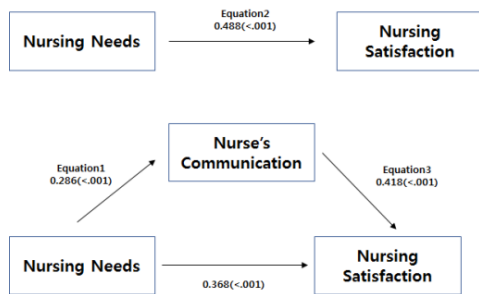 Equation2
0.488(<.001)
Nursing Needs
Nursing
Satisfaction
Nurse's
Communication
Equation1
0.286(<.001)
Equation3
0.418(<.001)
Nursing Needs
Nursing
Satisfaction
0.368(<.001)